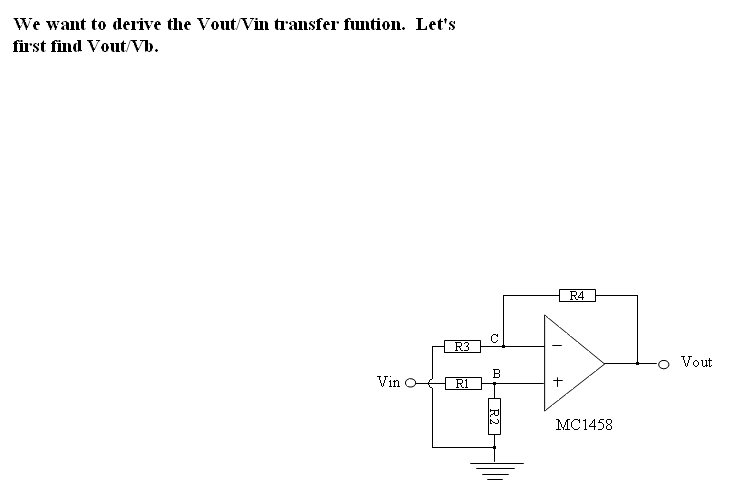 We want to derive the Vout/Vin transfer funtion.  Let's
first find Vout/Vb.
R4
C
R3
Vout
B
Vin
R1
R2
MC1458
−
+